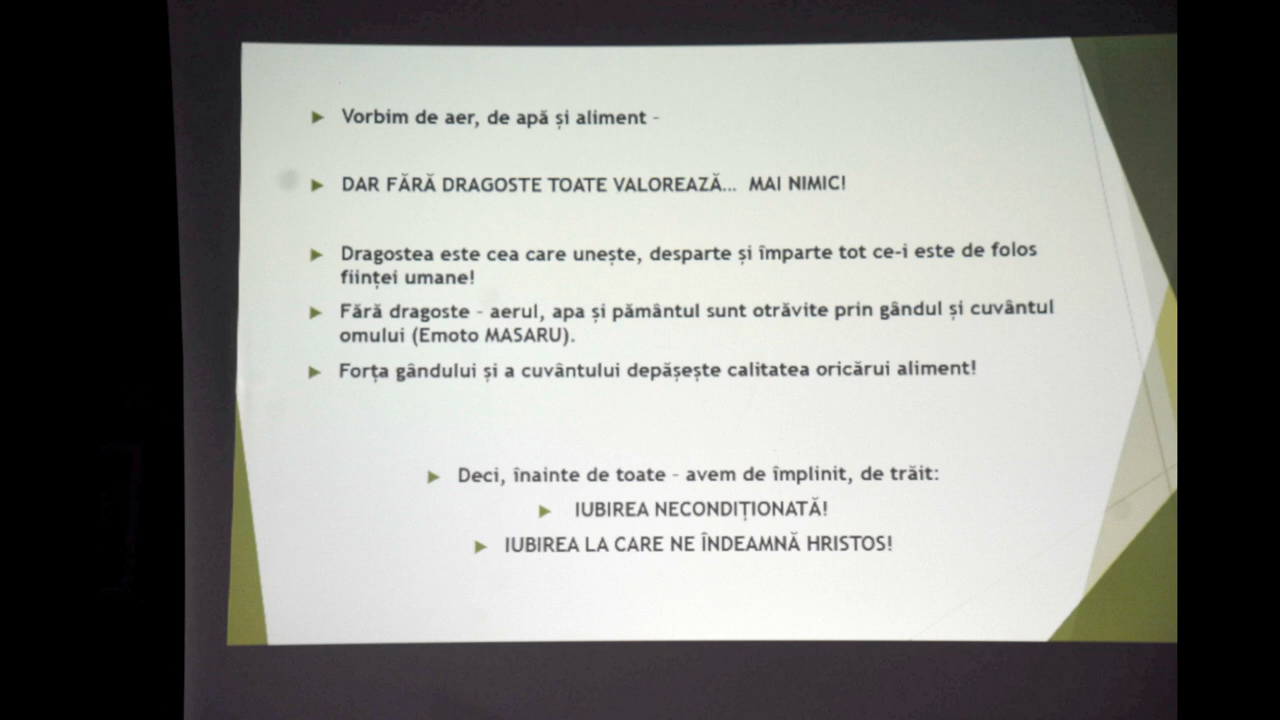 Vorbim de aer, de apă și aliment –
DAR FĂRĂ DRAGOSTE TOATE VALOREAZĂ... MAI NIMIC!
Dragostea este cea care unește, desparte și împarte tot ce-i este de folos
ființei umane!
Fără dragoste – aerul, apa și pământul sunt otrăvite prin gândul și cuvântul
omului (Emoto MASARU).
Forța gândului și a cuvântului depășește calitatea oricărui aliment!
Deci, înainte de toate – avem de împlinit, de trăit:
IUBIREA NECONDIȚIONATĂ!
IUBIREA LA CARE NE ÎNDEAMNĂ HRISTOS!